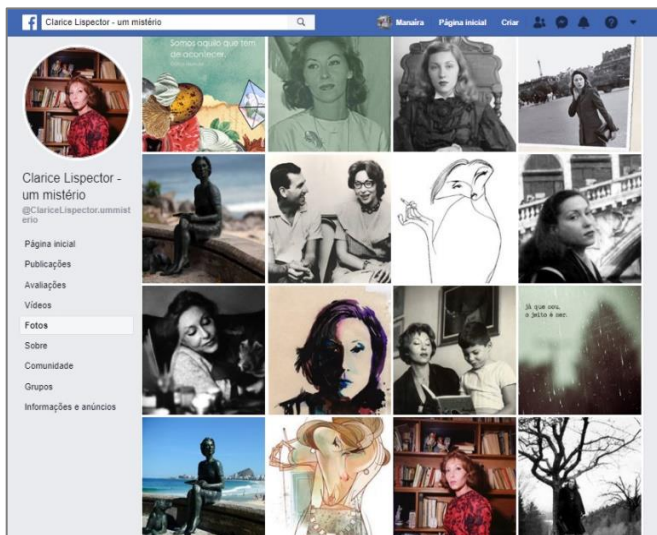 Clarice Lispector - um mistério
Manaíra
Página inicial
Criar
Somos aquilo que tem
de acontecer.
Clarice Lispector -
um mistério
@ClariceLispector.ummist
erio
Página inicial
Publicações
Avaliações
Vídeos
Fotos
Sobre
Comunidade
Grupos
Informações e anúncios
já que sou,
o jeito é ser.